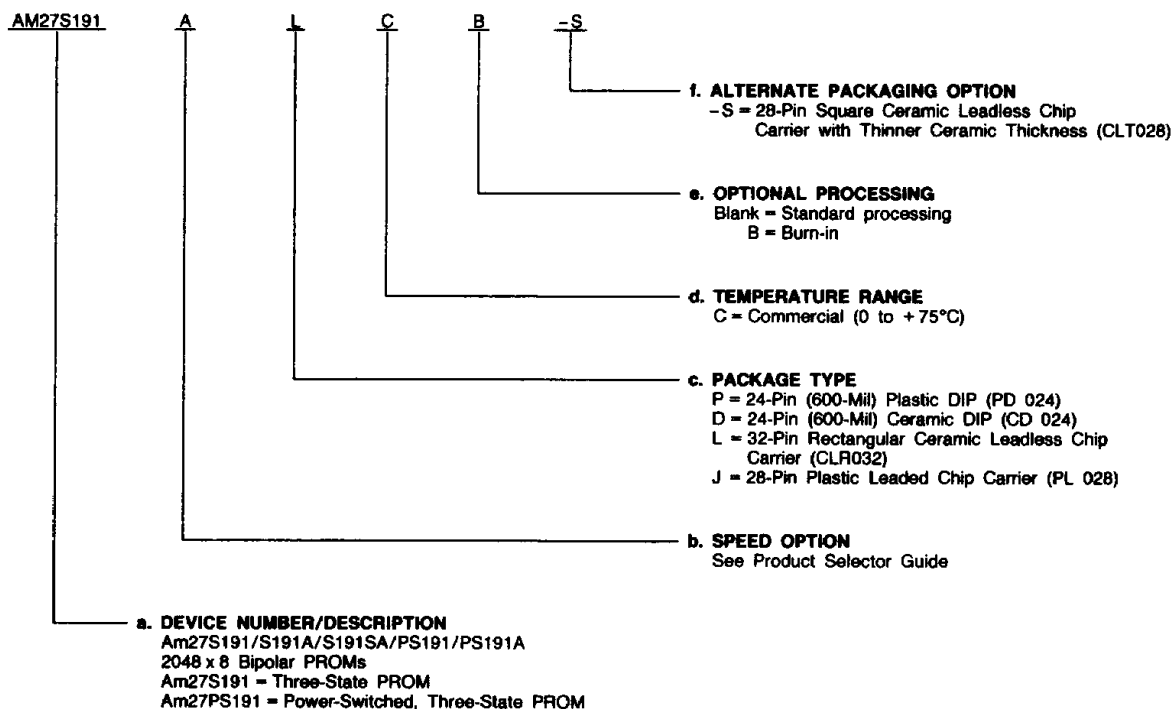 AM27S191 A L C B -S
f. ALTERNATE PACKAGING OPTION
-S = 28-Pin Square Ceramic Leadless Chip
Carrier with Thinner Ceramic Thickness (CLT028)
e. OPTIONAL PROCESSING
Blank = Standard processing
B = Burn-in
d. TEMPERATURE RANGE
C = Commercial (0 to +75°C)
c. PACKAGE TYPE
P = 24-Pin (600-Mil) Plastic DIP (PD 024)
D = 24-Pin (600-Mil) Ceramic DIP (CD 024)
L = 32-Pin Rectangular Ceramic Leadless Chip
Carrier (CLR032)
J = 28-Pin Plastic Leaded Chip Carrier (PL 028)
b. SPEED OPTION
See Product Selector Guide
a. DEVICE NUMBER/DESCRIPTION
Am27S191/S191A/S191SA/PS191/PS191A
2048 x 8 Bipolar PROMs
Am27S191 = Three-State PROM
Am27PS191 = Power-Switched, Three-State PROM